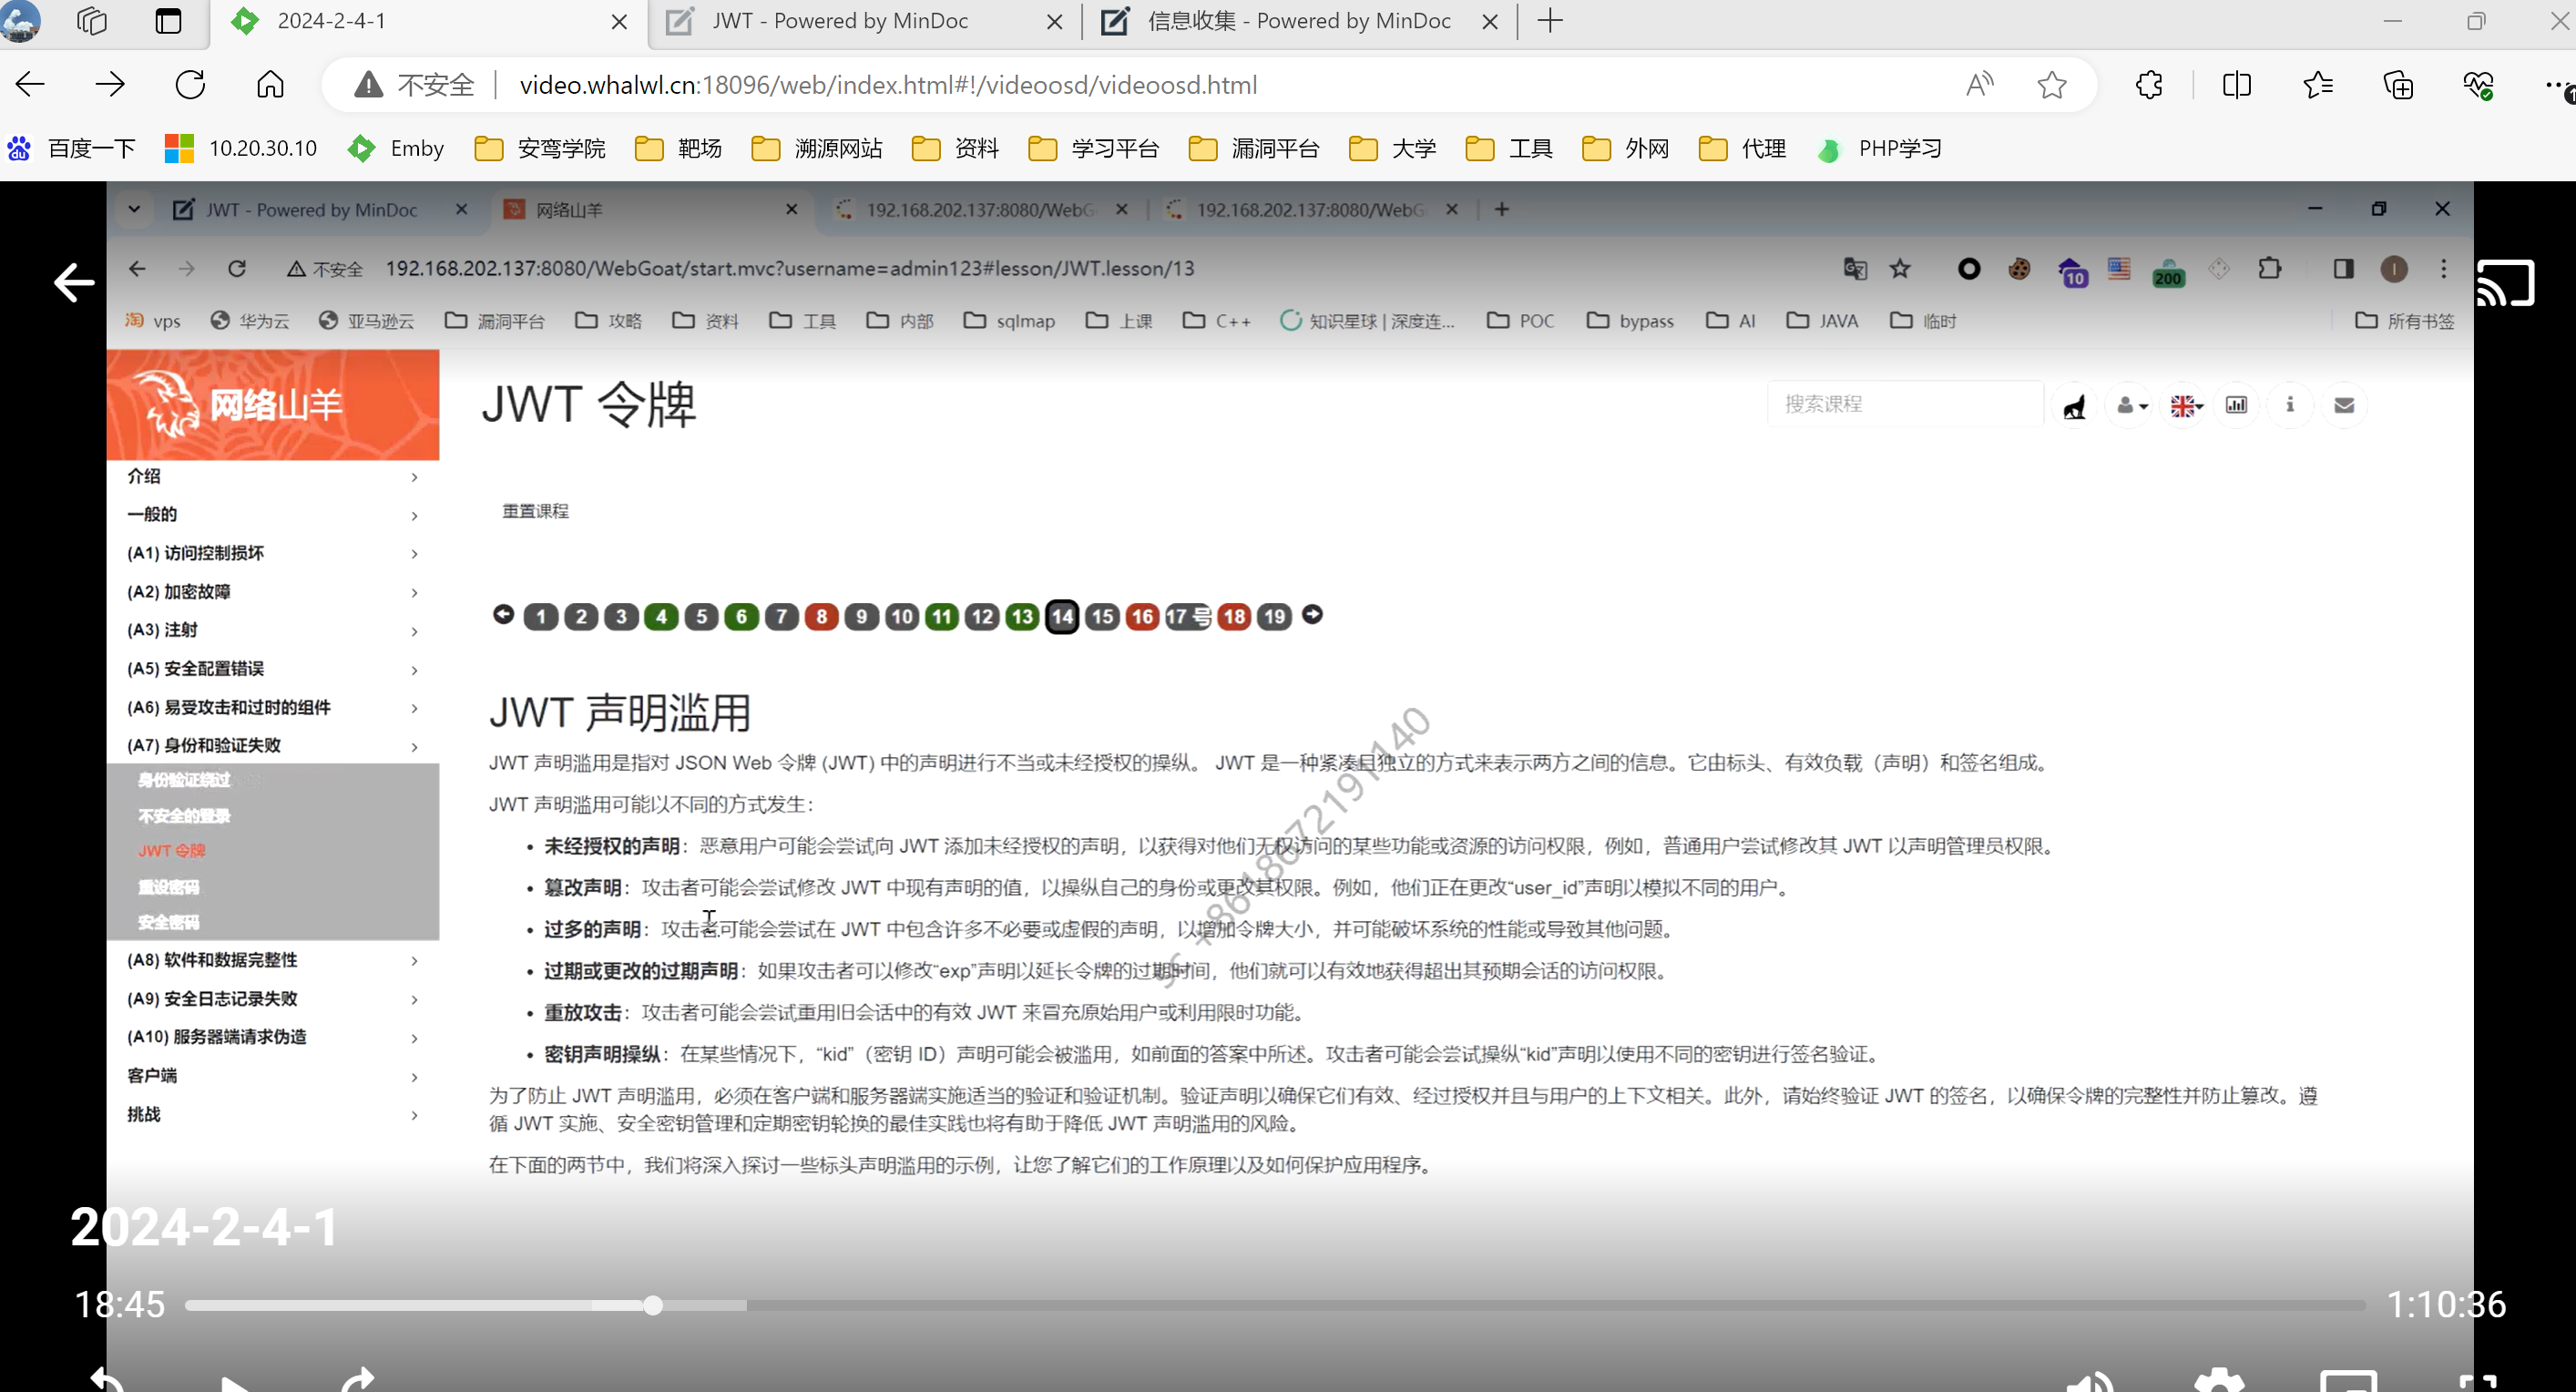 2024-2-4-1
JWT - Powered by MinDoc
信息收集 - Powered by MinDoc
不安全
video.whalwl.cn:18096/web/index.html#!/videoosd/videoosd.html
百度一下
10.20.30.10
Emby
安鸾学院
靶场
溯源网站
资料
学习平台
漏洞平台
大学
工具
外网
代理
PHP学习
JWT - Powered by MinDoc
网络山羊
192.168.202.137:8080/WebG
192.168.202.137:8080/WebG
不安全
192.168.202.137:8080/WebGoat/start.mvc?username=admin123#lesson/JWT.lesson/13
10
200
淘 vps
华为云
亚马逊云
漏洞平台
攻略
资料
工具
内部
sqlmap
上课
C++
知识星球 | 深度连...
POC
bypass
AI
JAVA
临时
所有书签
网络山羊
JWT 令牌
搜索课程
介绍
一般的
(A1) 访问控制损坏
(A2) 加密故障
(A3) 注射
(A5) 安全配置错误
(A6) 易受攻击和过时的组件
(A7) 身份和验证失败
身份验证绕过
不安全的登录
JWT 令牌
重设密码
安全密码
(A8) 软件和数据完整性
(A9) 安全日志记录失败
(A10) 服务器端请求伪造
客户端
挑战
重置课程
1 2 3 4 5 6 7 8 9 10 11 12 13 14 15 16 17 号 18 19
JWT 声明滥用
JWT 声明滥用是指对 JSON Web 令牌 (JWT) 中的声明进行不当或未经授权的操纵。 JWT 是一种紧凑且独立的方式来表示两方之间的信息。它由标头、有效负载（声明）和签名组成。
JWT 声明滥用可能以不同的方式发生：
未经授权的声明：恶意用户可能会尝试向 JWT 添加未经授权的声明，以获得对他们无权访问的某些功能或资源的访问权限，例如，普通用户尝试修改其 JWT 以声明管理员权限。
篡改声明：攻击者可能会尝试修改 JWT 中现有声明的值，以操纵自己的身份或更改其权限。例如，他们正在更改“user_id”声明以模拟不同的用户。
过多的声明：攻击者可能会尝试在 JWT 中包含许多不必要或虚假的声明，以增加令牌大小，并可能破坏系统的性能或导致其他问题。
过期或更改的过期声明：如果攻击者可以修改“exp”声明以延长令牌的过期时间，他们就可以有效地获得超出其预期会话的访问权限。
重放攻击：攻击者可能会尝试重用旧会话中的有效 JWT 来冒充原始用户或利用限时功能。
密钥声明操纵：在某些情况下，“kid”（密钥 ID）声明可能会被滥用，如前面的答案中所述。攻击者可能会尝试操纵“kid”声明以使用不同的密钥进行签名验证。
为了防止 JWT 声明滥用，必须在客户端和服务器端实施适当的验证和验证机制。验证声明以确保它们有效、经过授权并且与用户的上下文相关。此外，请始终验证 JWT 的签名，以确保令牌的完整性并防止篡改。遵
循 JWT 实施、安全密钥管理和定期密钥轮换的最佳实践也将有助于降低 JWT 声明滥用的风险。
在下面的两节中，我们将深入探讨一些标头声明滥用的示例，让您了解它们的工作原理以及如何保护应用程序。
2024-2-4-1
18:45
1:10:36